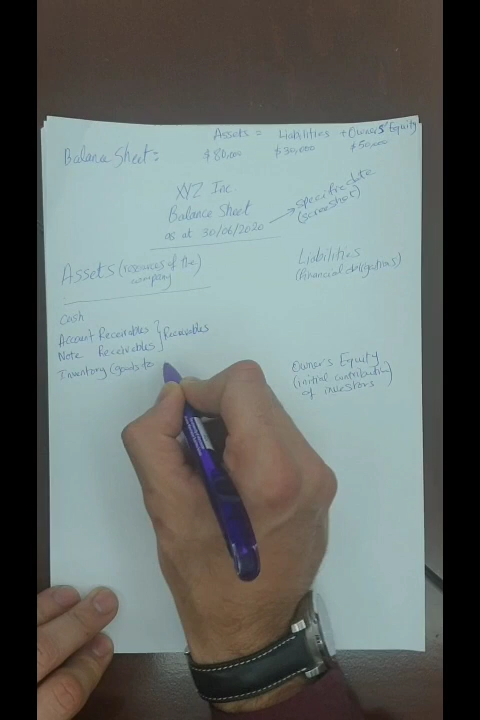 Assets = Liabilities + Owners' Equity
Balance Sheet: $80,000 $30,000 $50,000
XYZ Inc
Balance Sheet
as at 30/06/2020
specific date
(screeshot)
Assets (resources of the
company)
Liabilities
(financial obligations)
Cash
Account Receivables
Note Receivables
Receivables
Inventory (goods to
Owner's Equity
(initial contribution
of investors)